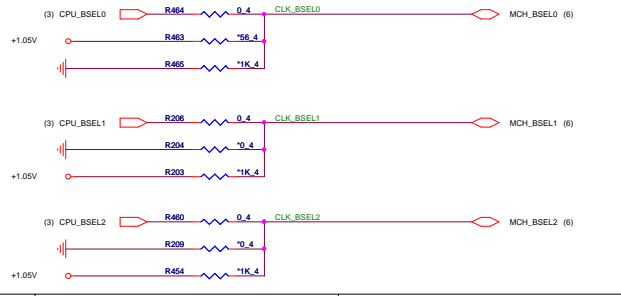 (3) CPU_BSEL0 R464 0_4 CLK_BSEL0 MCH_BSEL0 (6)
+1.05V R463 *56_4
R465 *1K_4
(3) CPU_BSEL1 R206 0_4 CLK_BSEL1 MCH_BSEL1 (6)
R204 *0_4
+1.05V R203 *1K_4
(3) CPU_BSEL2 R460 0_4 CLK_BSEL2 MCH_BSEL2 (6)
R209 *0_4
+1.05V R454 *1K_4